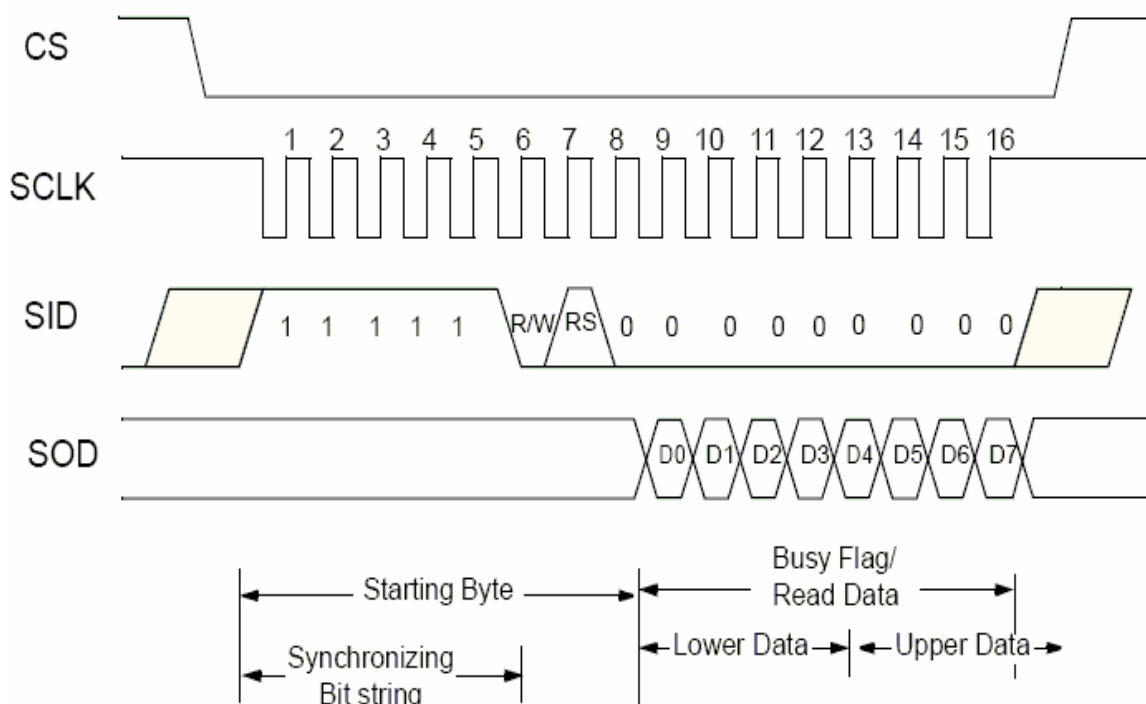 CS
1 2 3 4 5 6 7 8 9 10 11 12 13 14 15 16
SCLK
SID
1 1 1 1 1 R/W RS 0 0 0 0 0 0 0 0 0
SOD
D0 D1 D2 D3 D4 D5 D6 D7
Starting Byte
Busy Flag/
Read Data
Lower Data
Upper Data
Synchronizing
Bit string